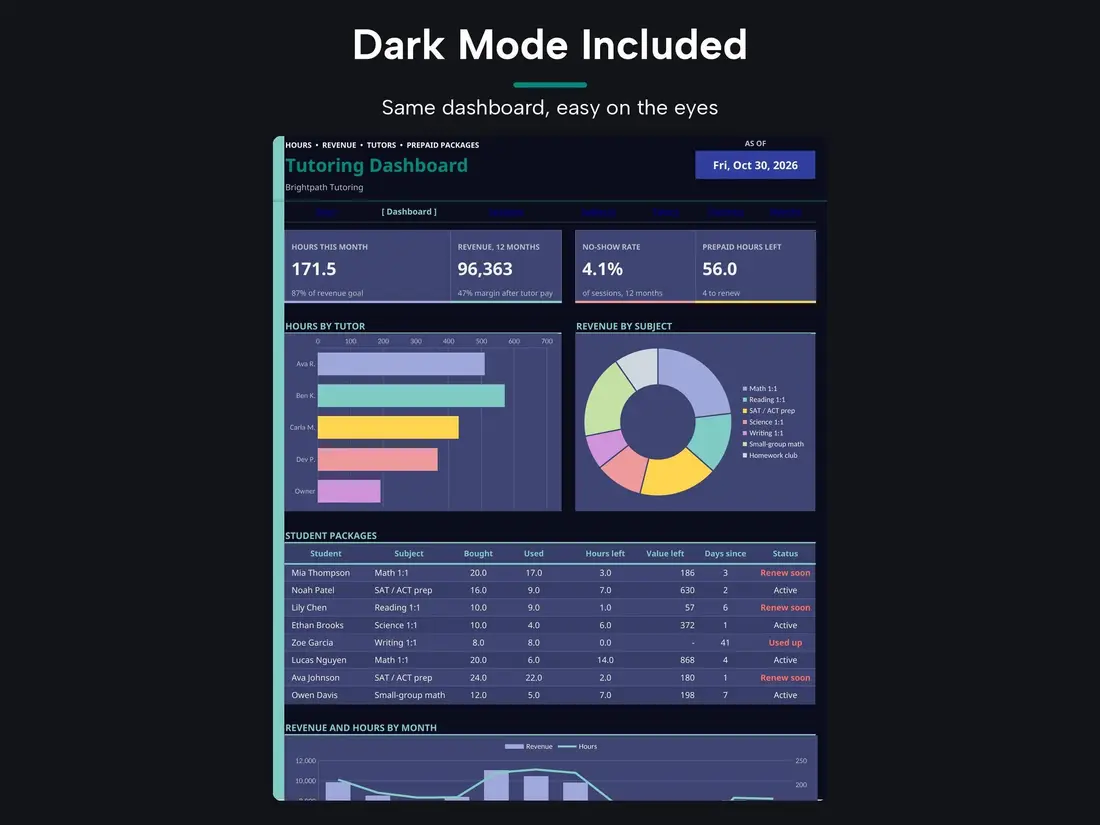 Dark Mode Included
Same dashboard, easy on the eyes
HOURS • REVENUE • TUTORS • PREPAID PACKAGES
AS OF
Tutoring Dashboard
Fri, Oct 30, 2026
Brightpath Tutoring
[ Dashboard ]
HOURS THIS MONTH REVENUE, 12 MONTHS NO-SHOW RATE PREPAID HOURS LEFT
171.5 96,363 4.1% 56.0
87% of revenue goal 47% margin after tutor pay of sessions, 12 months 4 to renew
HOURS BY TUTOR REVENUE BY SUBJECT
0 100 200 300 400 500 600 700
Ava R.
Ben K.
Carla M.
Dev P.
Owner
Math 1:1
Reading 1:1
SAT / ACT prep
Science 1:1
Writing 1:1
Small-group math
Homework club
STUDENT PACKAGES
Student Subject Bought Used Hours left Value left Days since Status
Mia Thompson Math 1:1 20.0 17.0 3.0 186 3 Renew soon
Noah Patel SAT / ACT prep 16.0 9.0 7.0 630 2 Active
Lily Chen Reading 1:1 10.0 9.0 1.0 57 6 Renew soon
Ethan Brooks Science 1:1 10.0 4.0 6.0 372 1 Active
Zoe Garcia Writing 1:1 8.0 8.0 0.0 - 41 Used up
Lucas Nguyen Math 1:1 20.0 6.0 14.0 868 4 Active
Ava Johnson SAT / ACT prep 24.0 22.0 2.0 180 1 Renew soon
Owen Davis Small-group math 12.0 5.0 7.0 198 7 Active
REVENUE AND HOURS BY MONTH
Revenue Hours
12,000 250
10,000 200